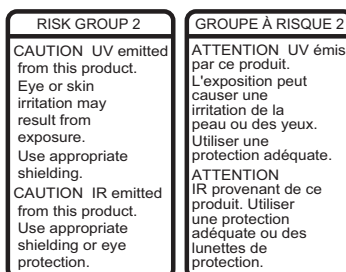 RISK GROUP 2
CAUTION UV emitted
from this product.
Eye or skin
irritation may
result from
exposure.
Use appropriate
shielding.
CAUTION IR emitted
from this product.
Use appropriate
shielding or eye
protection.
GROUPE À RISQUE 2
ATTENTION UV émis
par ce produit.
L'exposition peut
causer une
irritation de la
peau ou des yeux.
Utiliser une
protection adéquate.
ATTENTION
IR provenant de ce
produit. Utiliser
une protection
adéquate ou des
lunettes de
protection.